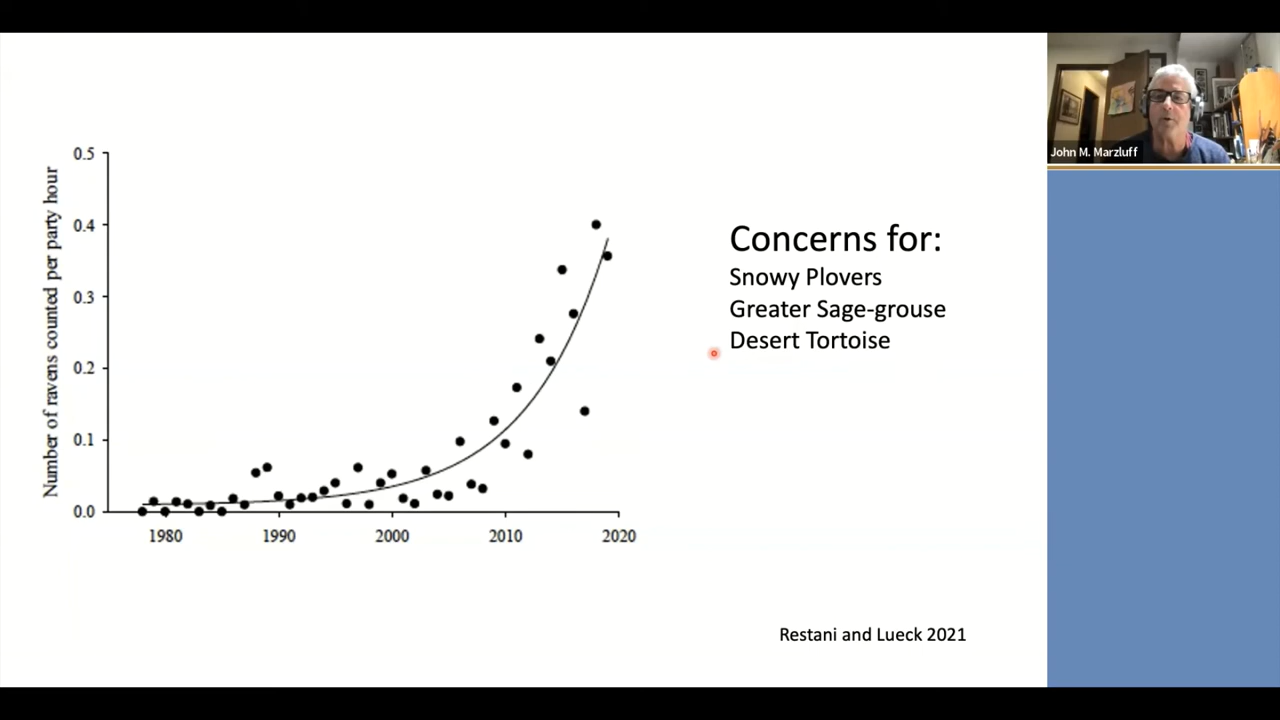 John M. Marzluff
Number of ravens counted per party hour
0.5
0.4
0.3
0.2
0.1
0.0
1980 1990 2000 2010 2020
Concerns for:
Snowy Plovers
Greater Sage-grouse
Desert Tortoise
Restani and Lueck 2021